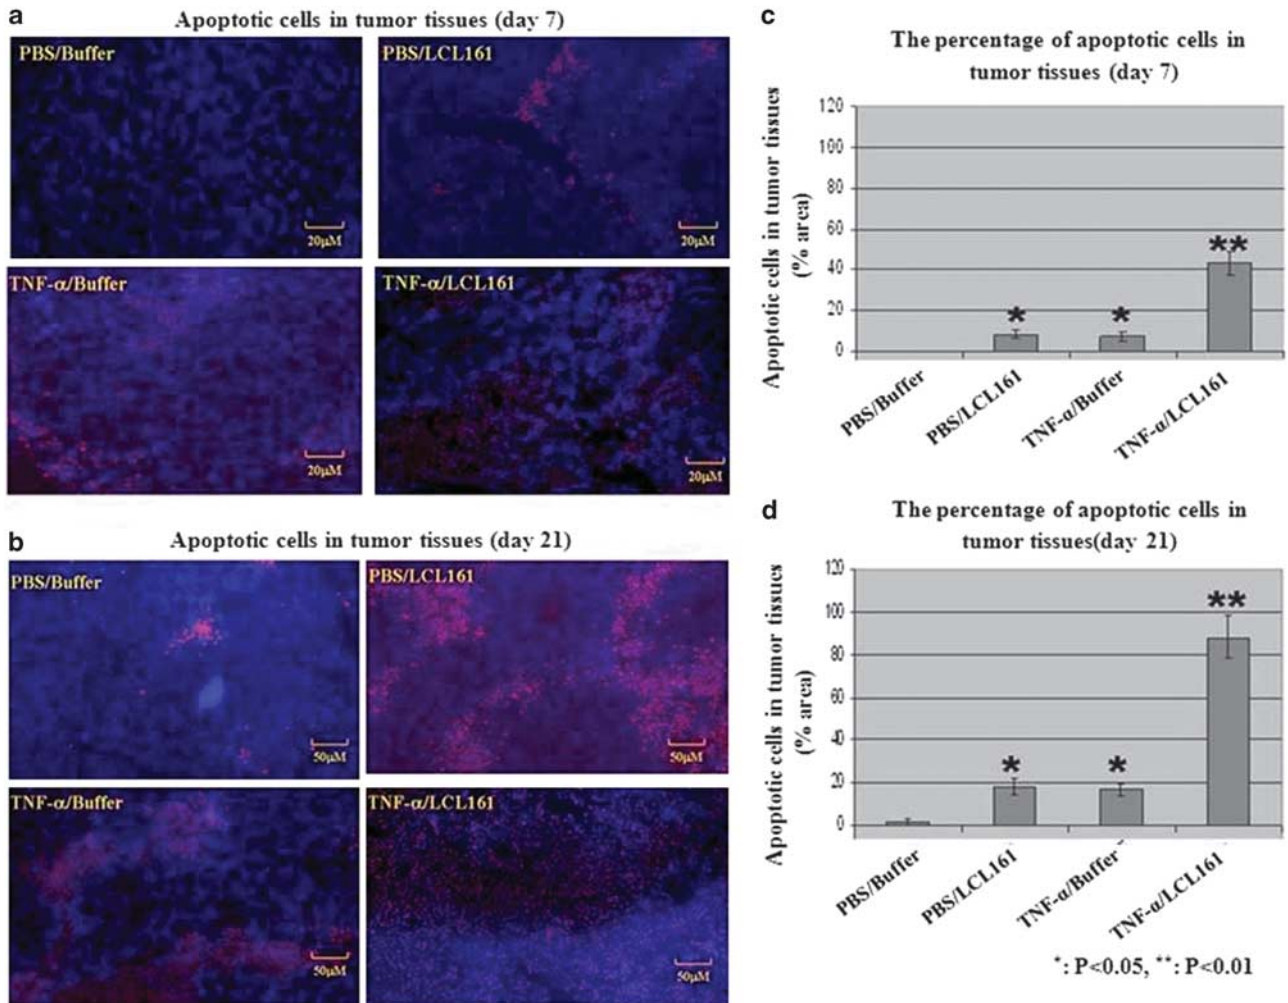 a
Apoptotic cells in tumor tissues (day 7)
PBS/Buffer
20µM
PBS/LCL161
20µM
TNF-α/Buffer
20µM
TNF-α/LCL161
20µM
b
Apoptotic cells in tumor tissues (day 21)
PBS/Buffer
50µM
PBS/LCL161
50µM
TNF-α/Buffer
50µM
TNF-α/LCL161
50µM
c
The percentage of apoptotic cells in
tumor tissues (day 7)
Apoptotic cells in tumor tissues
(% area)
120
100
80
60
40
20
0
*
*
**
PBS/Buffer
PBS/LCL161
TNF-α/Buffer
TNF-α/LCL161
d
The percentage of apoptotic cells in
tumor tissues(day 21)
Apoptotic cells in tumor tissues
(% area)
120
100
80
60
40
20
0
*
*
**
PBS/Buffer
PBS/LCL161
TNF-α/Buffer
TNF-α/LCL161
*: P<0.05, **: P<0.01